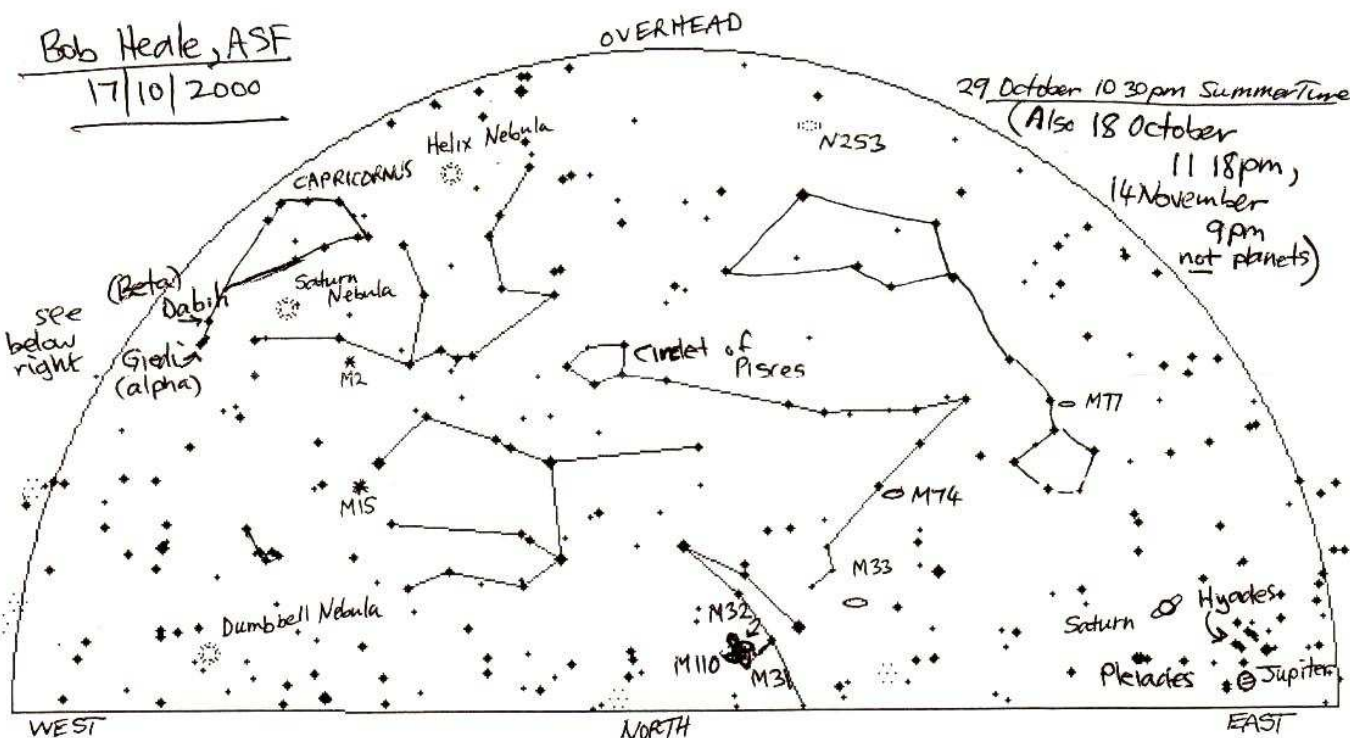 Bob Heale, ASF
17/10/2000
OVERHEAD
29 October 10 30pm SummerTime
(Also 18 October
11 18pm,
14 November
9pm
not planets)
Helix Nebula
N253
CAPRICORNUS
(Beta)
Dabih
Saturn
Nebula
see
below
right
Giedi
(alpha)
M2
Circlet of
Pisces
M77
M15
M74
M33
Dumbbell Nebula
M32
M110
M31
Saturn
Hyades
Pleiades
Jupiter
WEST
NORTH
EAST